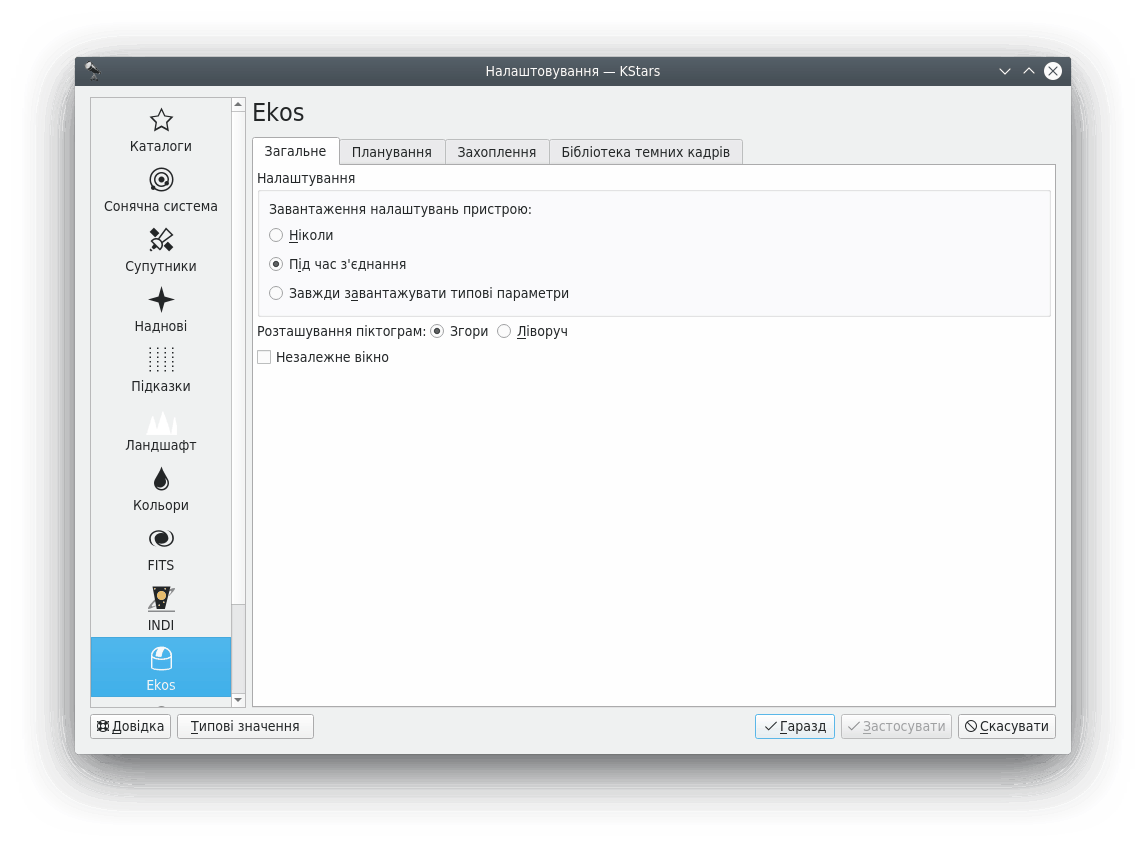 Налаштовування — KStars
Каталоги
Сонячна система
Супутники
Наднові
Підказки
Ландшафт
Кольори
FITS
INDI
Ekos
Ekos
Загальне Планування Захоплення Бібліотека темних кадрів
Налаштування
Завантаження налаштувань пристрою:
Ніколи
Під час з'єднання
Завжди завантажувати типові параметри
Розташування піктограм: Згори Ліворуч
Незалежне вікно
Довідка Типові значення Гаразд Застосувати Скасувати